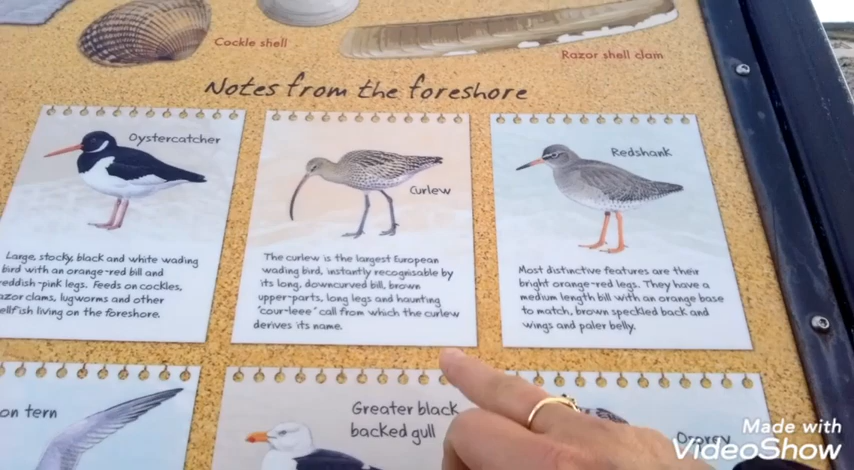 Cockle shell
Razor shell clam
Notes from the foreshore
Oystercatcher
Large, stocky, black and white wading
bird with an orange-red bill and
reddish-pink legs. Feeds on cockles,
razor clams, lugworms and other
shellfish living on the foreshore.
Curlew
The curlew is the largest European
wading bird, instantly recognisable by
its long, downcurved bill, brown
upper-parts, long legs and haunting
"cour-leee" call from which the curlew
derives its name.
Redshank
Most distinctive features are their
bright orange-red legs. They have a
medium length bill with an orange base
to match, brown speckled back and
wings and paler belly.
tern
Greater black
backed gull
Osprey
Made with
VideoShow